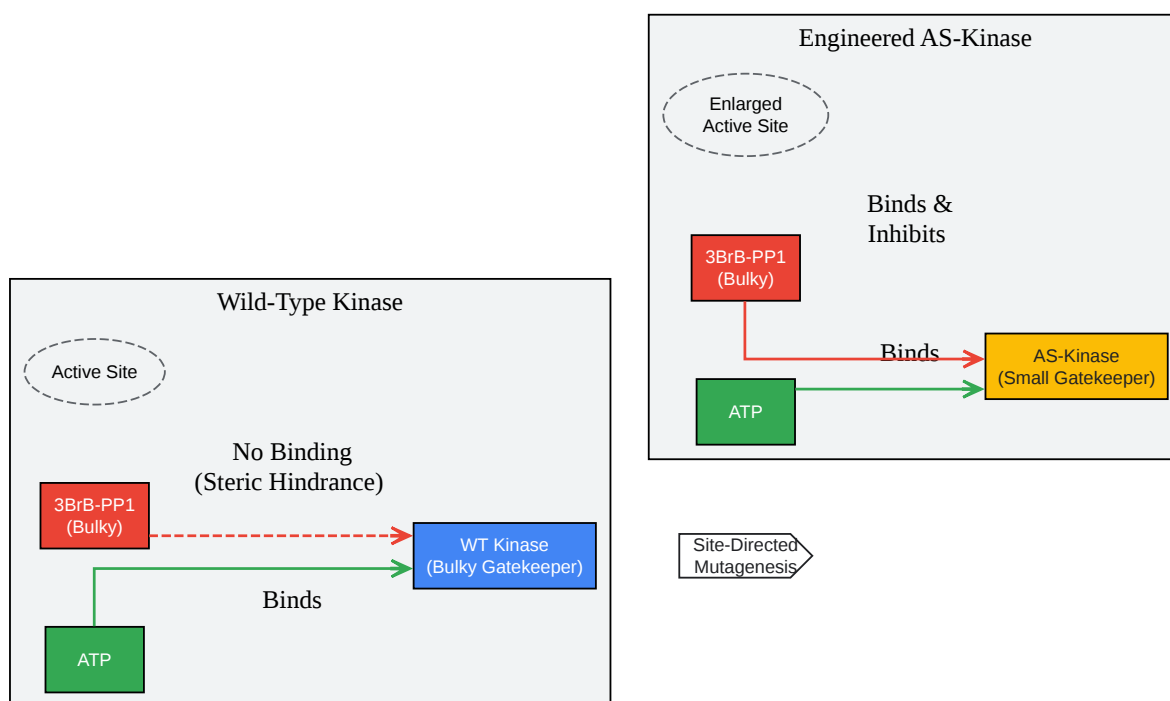 Engineered AS-Kinase
Enlarged
Active Site
Binds &
Inhibits
3BrB-PP1
(Bulky)
Binds
AS-Kinase
(Small Gatekeeper)
ATP
Wild-Type Kinase
Active Site
No Binding
(Steric Hindrance)
3BrB-PP1
(Bulky)
WT Kinase
(Bulky Gatekeeper)
Binds
ATP
Site-Directed
Mutagenesis